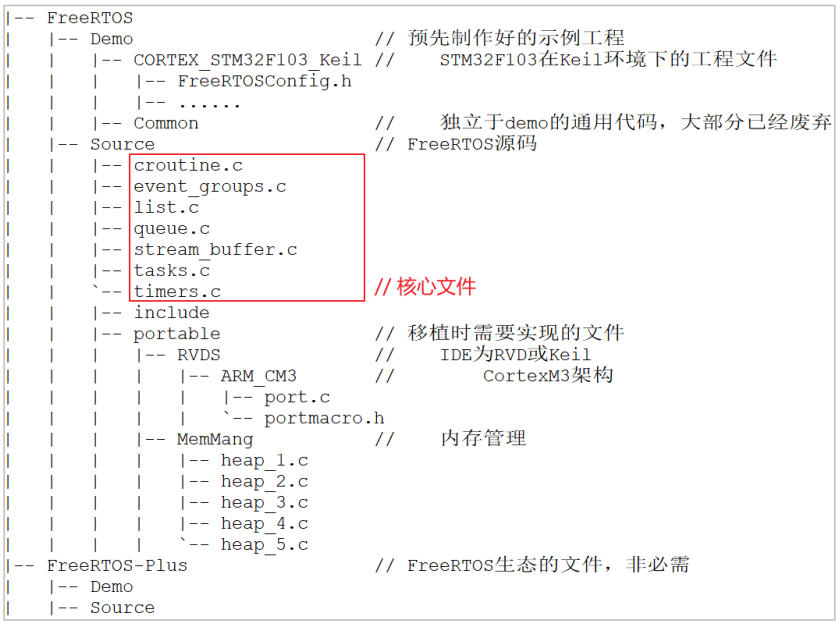 |-- FreeRTOS
|   |-- Demo                        // 预先制作好的示例工程
|   |   |-- CORTEX_STM32F103_Keil //    STM32F103在Keil环境下的工程文件
|   |   |   |-- FreeRTOSConfig.h
|   |   |   |-- ......
|   |   |-- Common                //    独立于demo的通用代码，大部分已经废弃
|   |-- Source                      // FreeRTOS源码
|   |   |-- croutine.c
|   |   |-- event_groups.c
|   |   |-- list.c
|   |   |-- queue.c
|   |   |-- stream_buffer.c
|   |   |-- tasks.c
|   |   `-- timers.c              // 核心文件
|   |   |-- include
|   |   |-- portable              // 移植时需要实现的文件
|   |   |   |-- RVDS              //    IDE为RVD或Keil
|   |   |   |   |-- ARM_CM3       //        CortexM3架构
|   |   |   |   |   |-- port.c
|   |   |   |   |   `-- portmacro.h
|   |   |   |-- MemMang           //    内存管理
|   |   |   |   |-- heap_1.c
|   |   |   |   |-- heap_2.c
|   |   |   |   |-- heap_3.c
|   |   |   |   |-- heap_4.c
|   |   |   |   `-- heap_5.c
|-- FreeRTOS-Plus                 // FreeRTOS生态的文件，非必需
|   |-- Demo
|   |-- Source